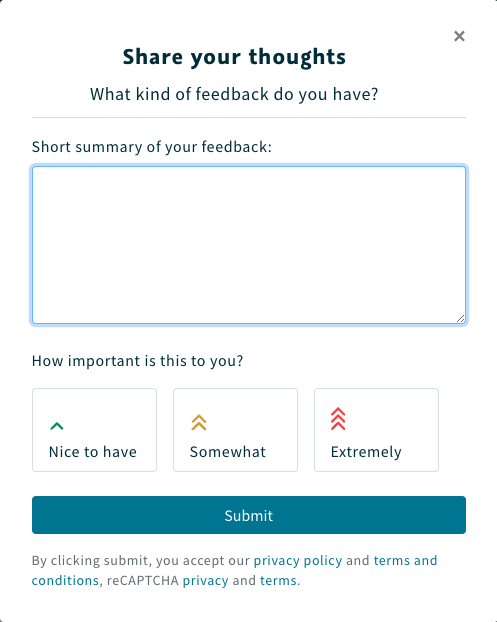 ×
Share your thoughts
What kind of feedback do you have?
Short summary of your feedback:
How important is this to you?
Nice to have
Somewhat
Extremely
Submit
By clicking submit, you accept our privacy policy and terms and
conditions, reCAPTCHA privacy and terms.